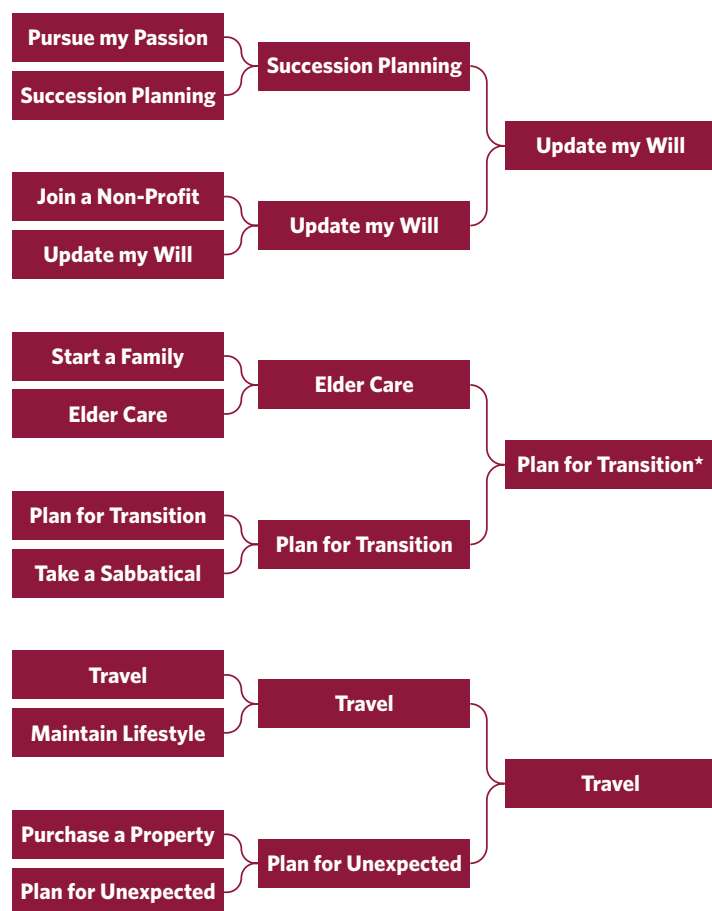 Pursue my Passion
Succession Planning
Succession Planning
Update my Will
Join a Non-Profit
Update my Will
Update my Will
Start a Family
Elder Care
Elder Care
Plan for Transition*
Plan for Transition
Plan for Transition
Take a Sabbatical
Travel
Travel
Maintain Lifestyle
Travel
Purchase a Property
Plan for Unexpected
Plan for Unexpected